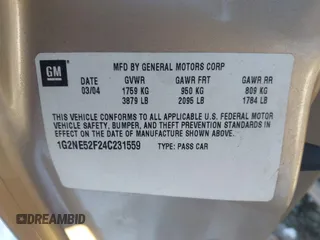 GM
MFD BY GENERAL MOTORS CORP
DATE GVWR GAWR FRT GAWR RR
03/04 1759 KG 950 KG 809 KG
3879 LB 2095 LB 1784 LB
THIS VEHICLE CONFORMS TO ALL APPLICABLE U.S. FEDERAL MOTOR
VEHICLE SAFETY, BUMPER, AND THEFT PREVENTION STANDARDS
IN EFFECT ON THE DATE OF MANUFACTURE SHOWN ABOVE.
1G2NE52F24C231559 TYPE: PASS CAR
DREAMBID